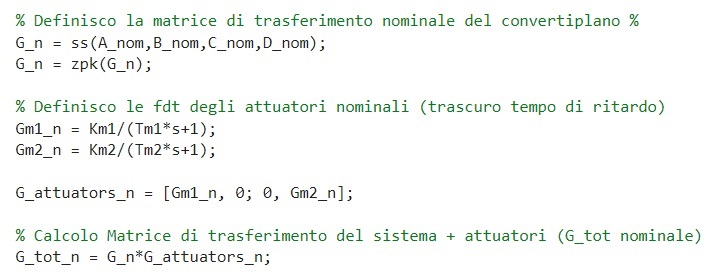 % Definisco la matrice di trasferimento nominale del convertiplano %
G_n = ss(A_nom,B_nom,C_nom,D_nom);
G_n = zpk(G_n);
% Definisco le fdt degli attuatori nominali (trascuro tempo di ritardo)
Gm1_n = Km1/(Tm1*s+1);
Gm2_n = Km2/(Tm2*s+1);
G_attuators_n = [Gm1_n, 0; 0, Gm2_n];
% Calcolo Matrice di trasferimento del sistema + attuatori (G_tot nominale)
G_tot_n = G_n*G_attuators_n;